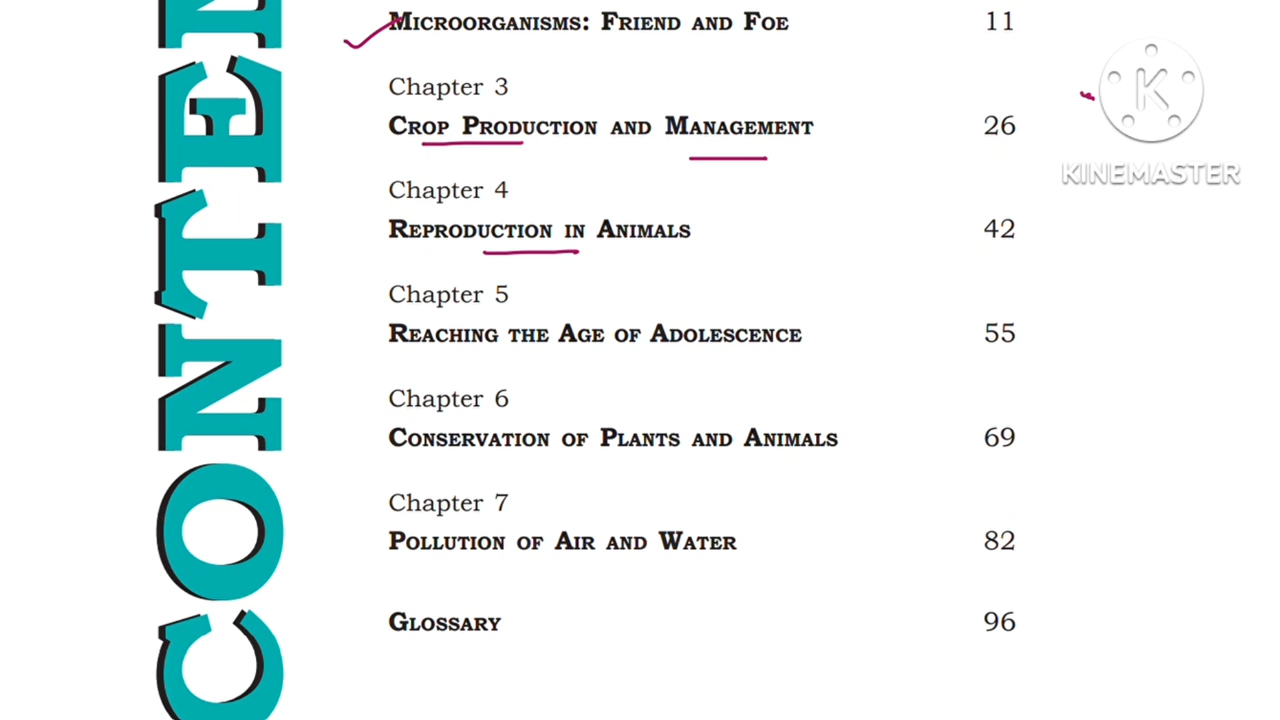 MICROORGANISMS: FRIEND AND FOE 11
Chapter 3
CROP PRODUCTION AND MANAGEMENT 26
Chapter 4
REPRODUCTION IN ANIMALS 42
Chapter 5
REACHING THE AGE OF ADOLESCENCE 55
Chapter 6
CONSERVATION OF PLANTS AND ANIMALS 69
Chapter 7
POLLUTION OF AIR AND WATER 82
GLOSSARY 96
CONTEN
K
KINEMASTER